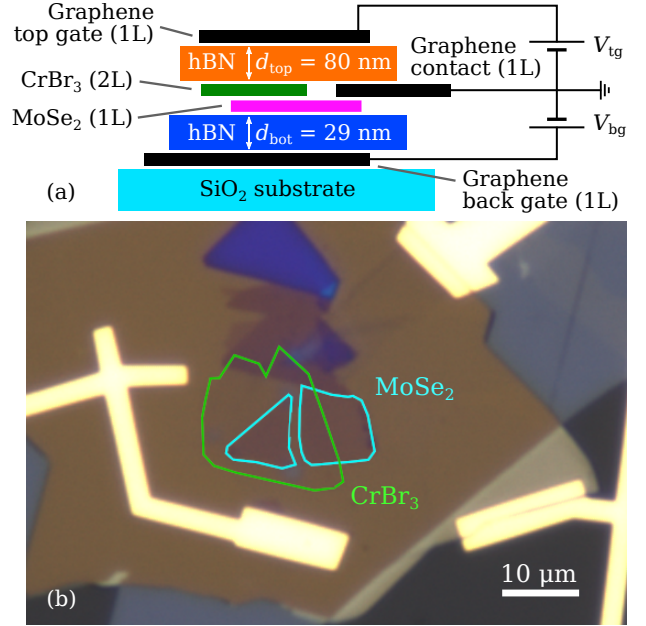 Graphene
top gate (1L)
hBN d_top = 80 nm
Graphene
contact (1L)
V_tg
CrBr₃ (2L)
MoSe₂ (1L)
hBN d_bot = 29 nm
V_bg
(a)
SiO₂ substrate
Graphene
back gate (1L)
MoSe₂
CrBr₃
10 μm
(b)